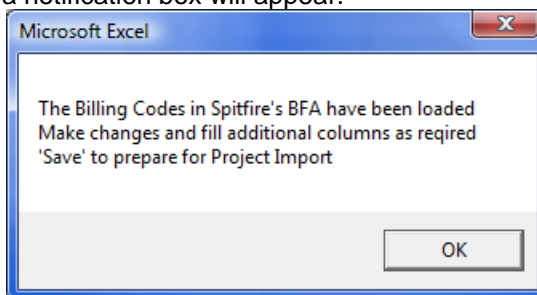 a notification box will appear.
Microsoft Excel
X
The Billing Codes in Spitfire's BFA have been loaded
Make changes and fill additional columns as reqired
'Save' to prepare for Project Import
OK